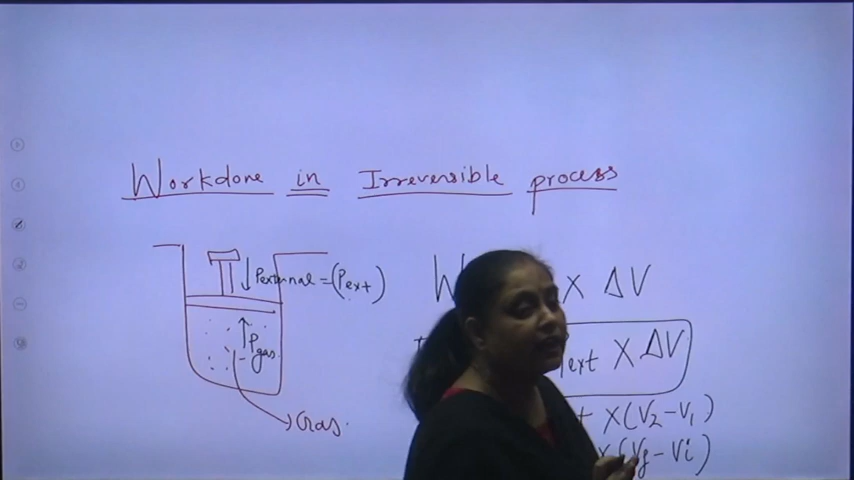 Workdone in Irreversible process
Pexternal = (Pext)
Pgas
Gas.
W
X ΔV
ext X ΔV
X (V2 - V1)
X (Vf - Vi)